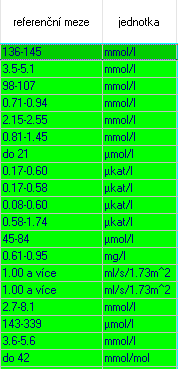 referenční meze jednotka
136-145 mmol/l
3.5-5.1 mmol/l
98-107 mmol/l
0.71-0.94 mmol/l
2.15-2.55 mmol/l
0.81-1.45 mmol/l
do 21 µmol/l
0.17-0.60 µkat/l
0.17-0.58 µkat/l
0.08-0.60 µkat/l
0.58-1.74 µkat/l
45-84 µmol/l
0.61-0.95 mg/l
1.00 a více ml/s/1.73m^2
1.00 a více ml/s/1.73m^2
2.7-8.1 mmol/l
143-339 µmol/l
3.6-5.6 mmol/l
do 42 mmol/mol